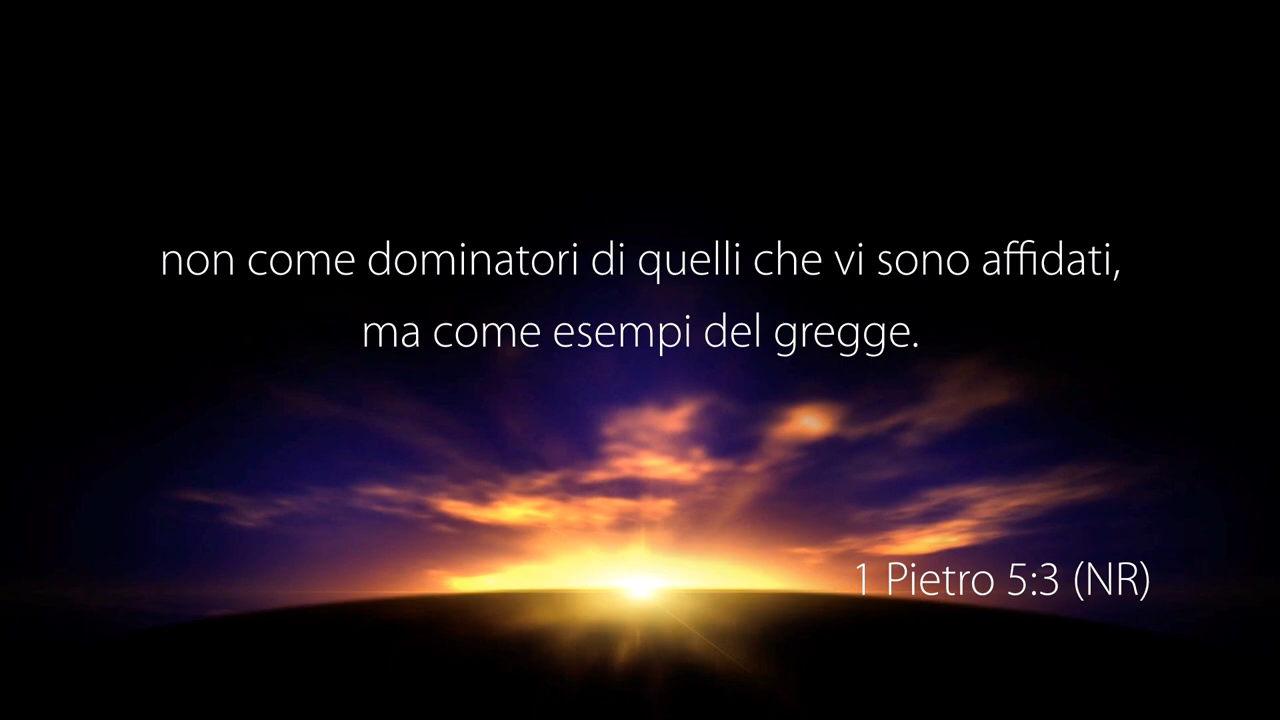 non come dominatori di quelli che vi sono affidati,
ma come esempi del gregge.
1 Pietro 5:3 (NR)